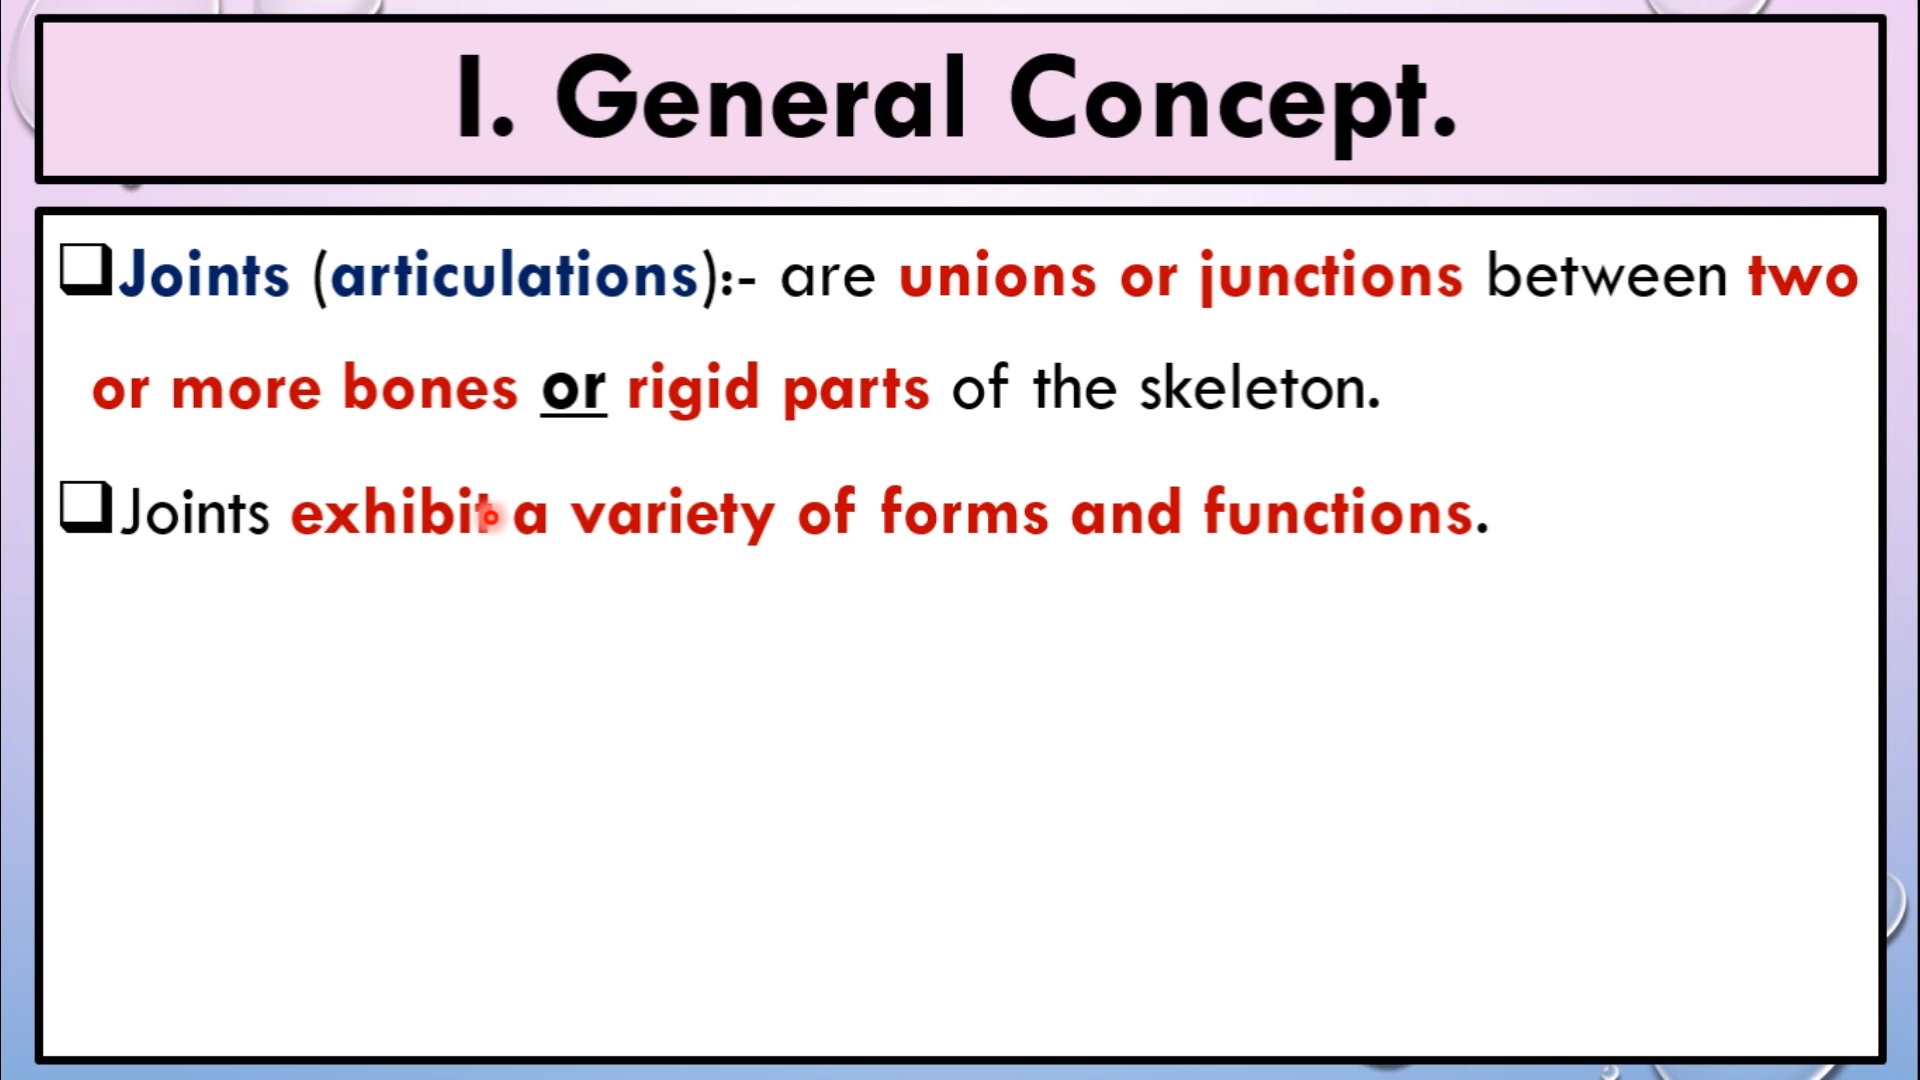 I. General Concept.
❑Joints (articulations):- are unions or junctions between two
or more bones or rigid parts of the skeleton.
❑Joints exhibit a variety of forms and functions.